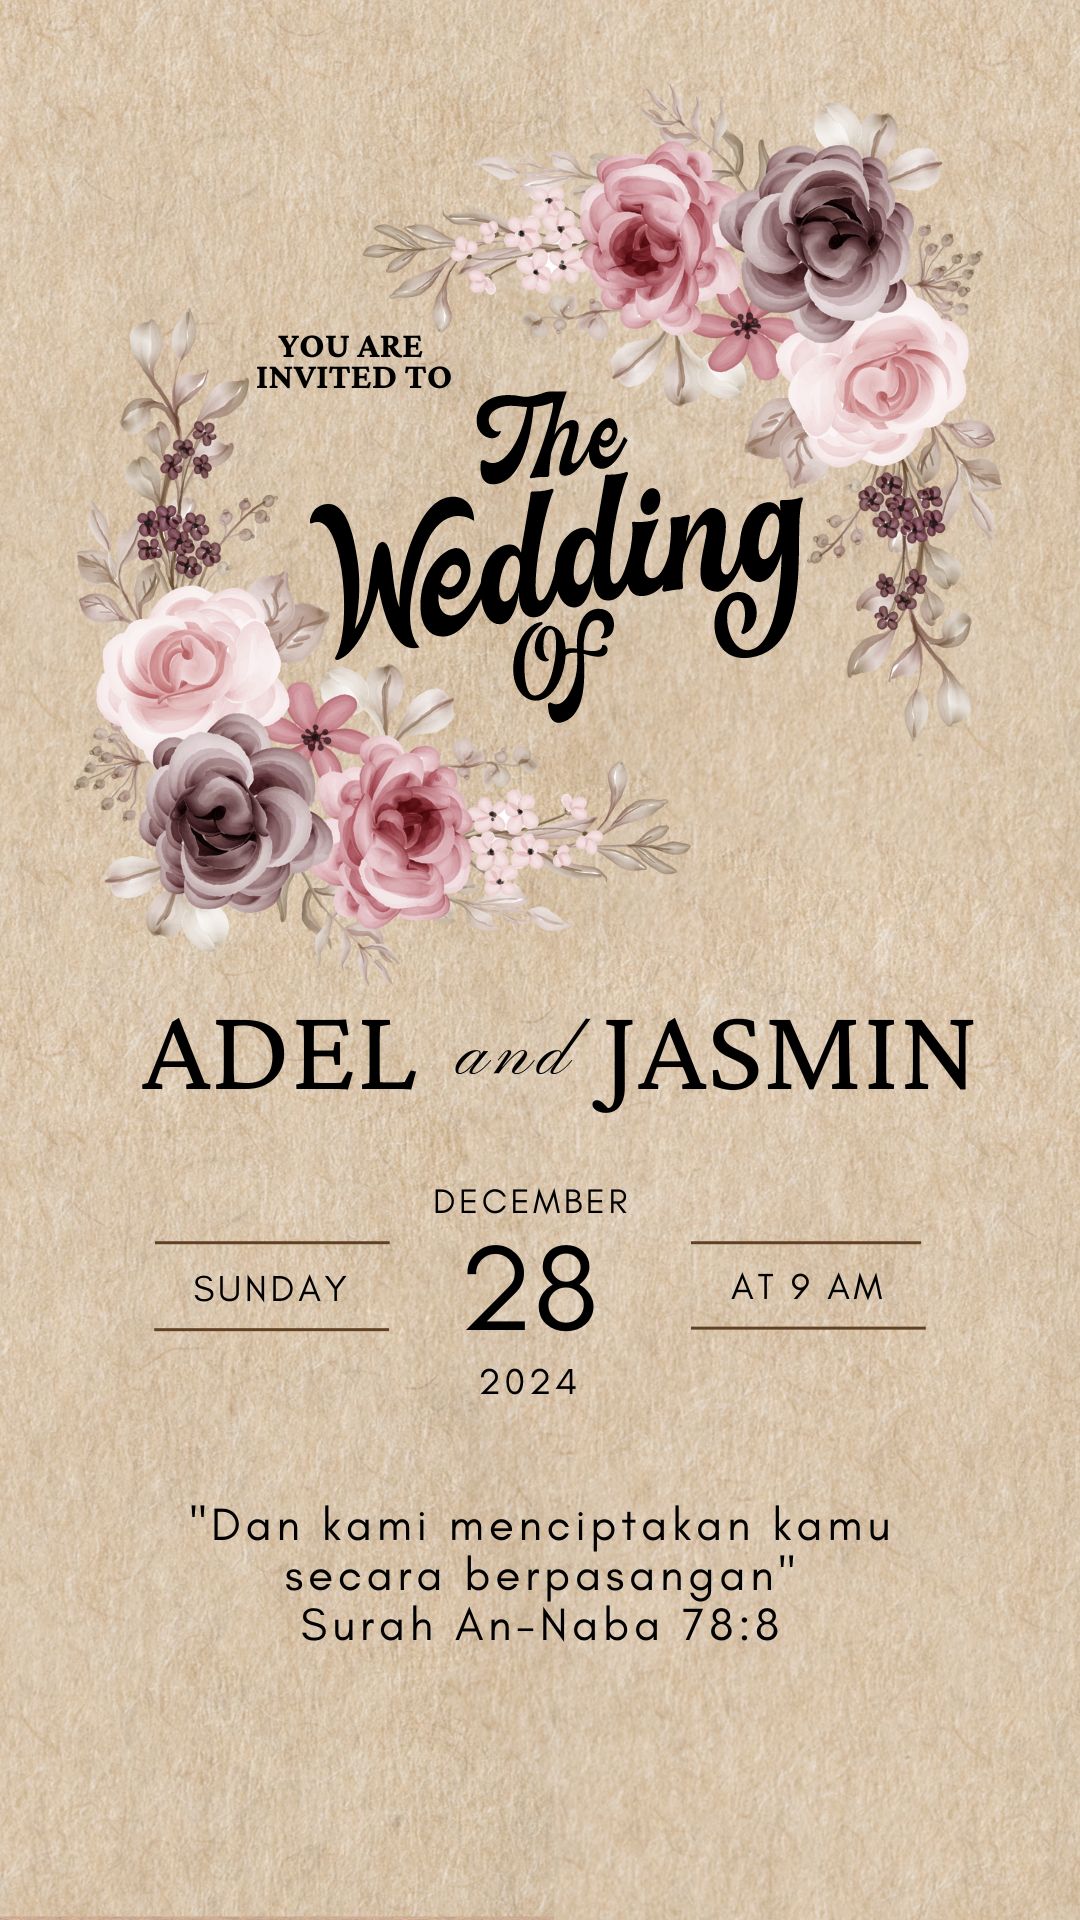 YOU ARE
INVITED TO
The
Wedding
Of
ADEL and JASMIN
DECEMBER
SUNDAY 28 AT 9 AM
2024
"Dan kami menciptakan kamu
secara berpasangan"
Surah An-Naba 78:8